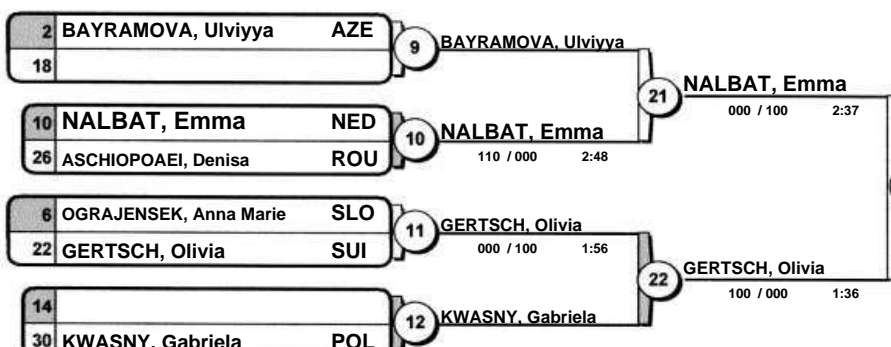 2 BAYRAMOVA, Ulviyya AZE
18
9
BAYRAMOVA, Ulviyya
10 NALBAT, Emma NED
26 ASCHIOPOAEI, Denisa ROU
10
NALBAT, Emma
110 / 000 2:48
21
NALBAT, Emma
000 / 100 2:37
6 OGRAJENSEK, Anna Marie SLO
22 GERTSCH, Olivia SUI
11
GERTSCH, Olivia
000 / 100 1:56
14
30 KWASNY, Gabriela POL
12
KWASNY, Gabriela
22
GERTSCH, Olivia
100 / 000 1:36